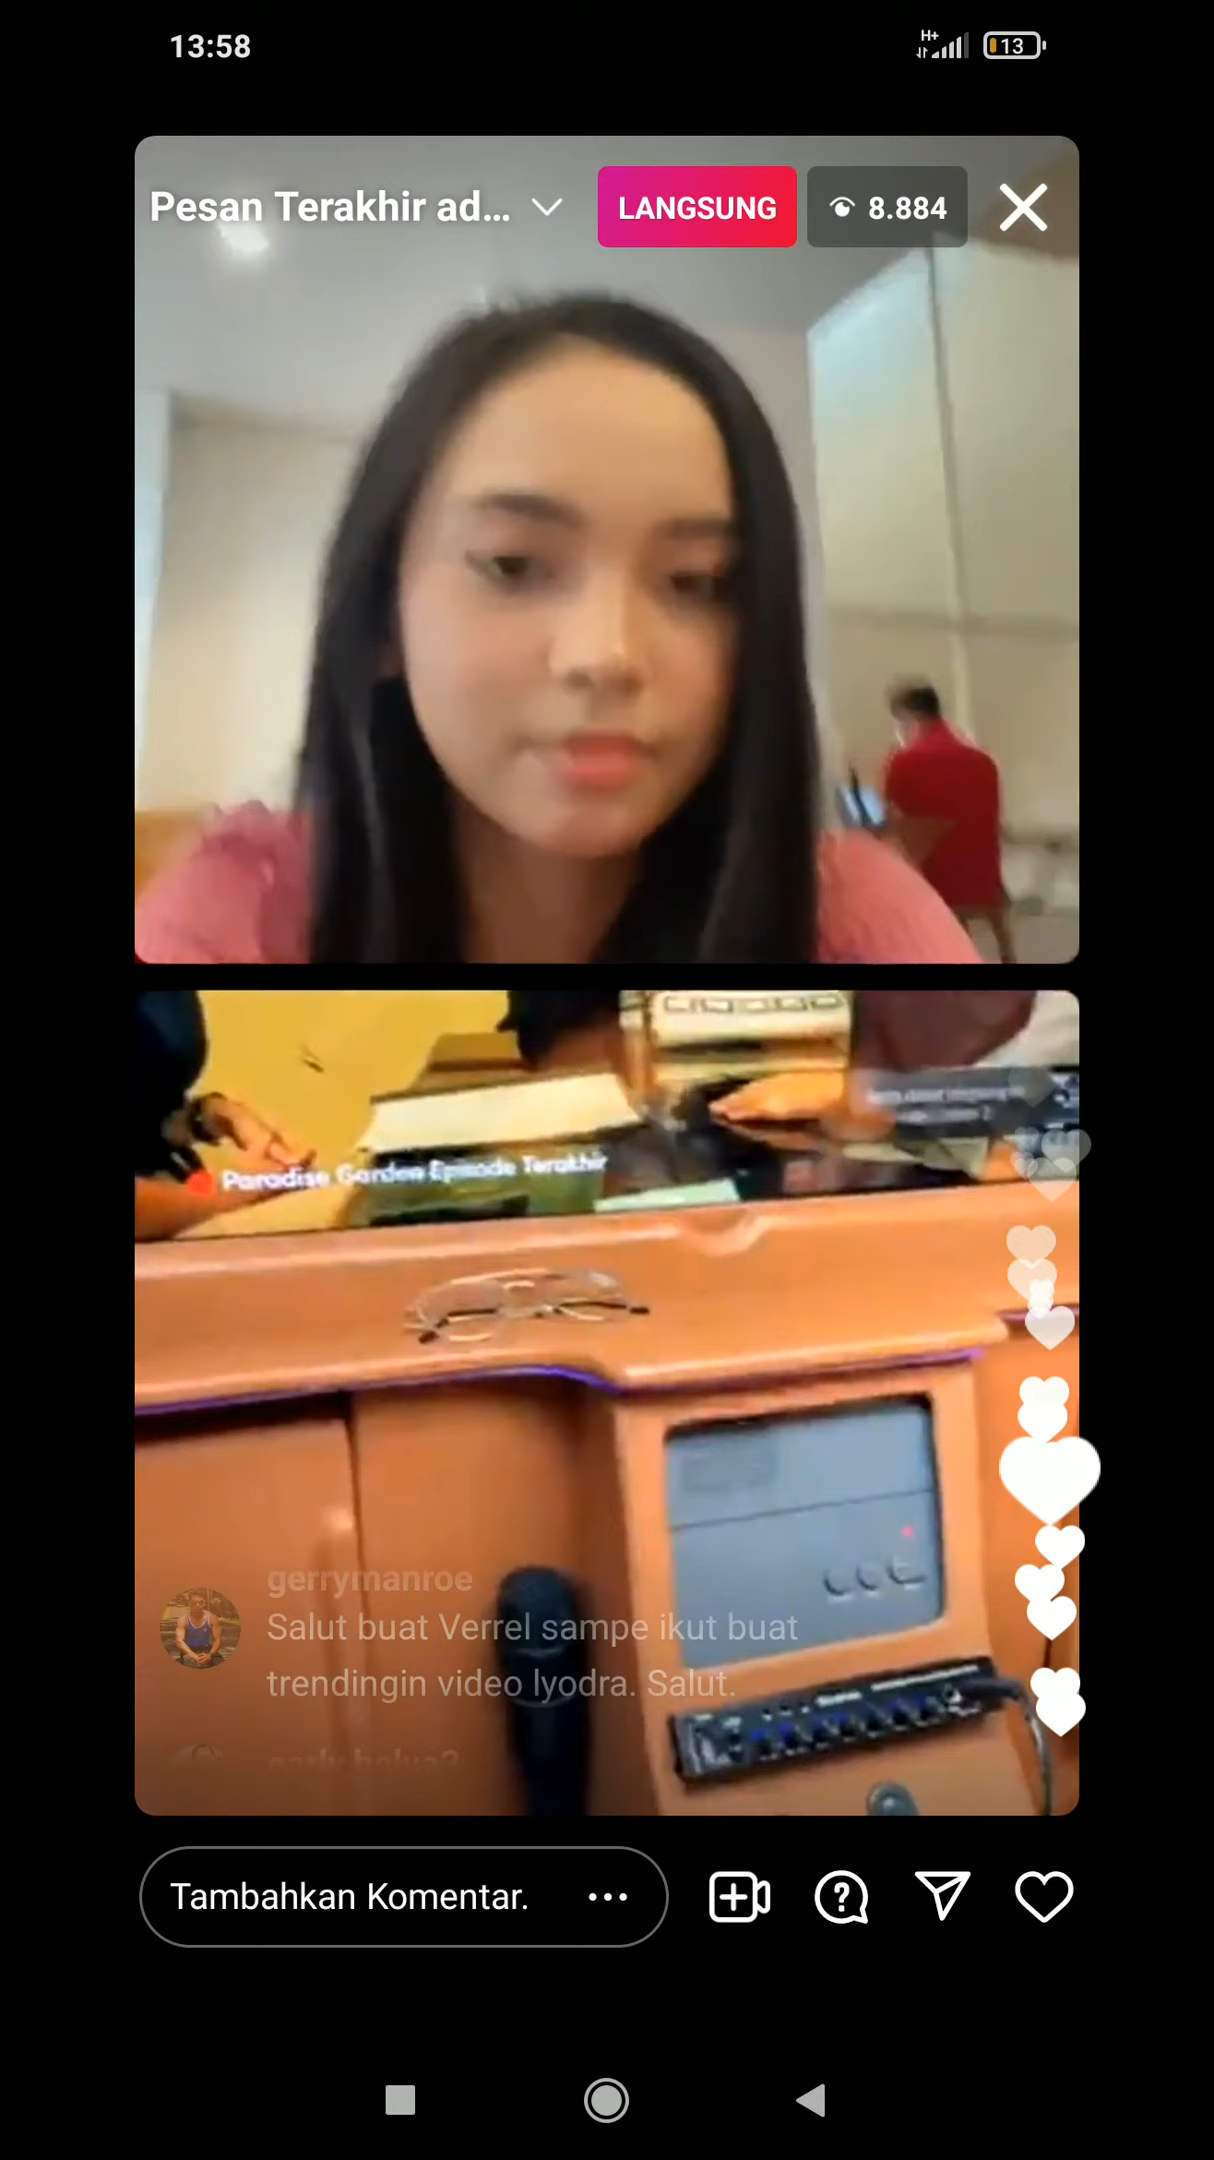 13:58
H+
13
Pesan Terakhir ad...
LANGSUNG
8.884
Paradise Garden Episode Terakhir
gerrymanroe
Salut buat Verrel sampe ikut buat
trendingin video lyodra. Salut.
Tambahkan Komentar.